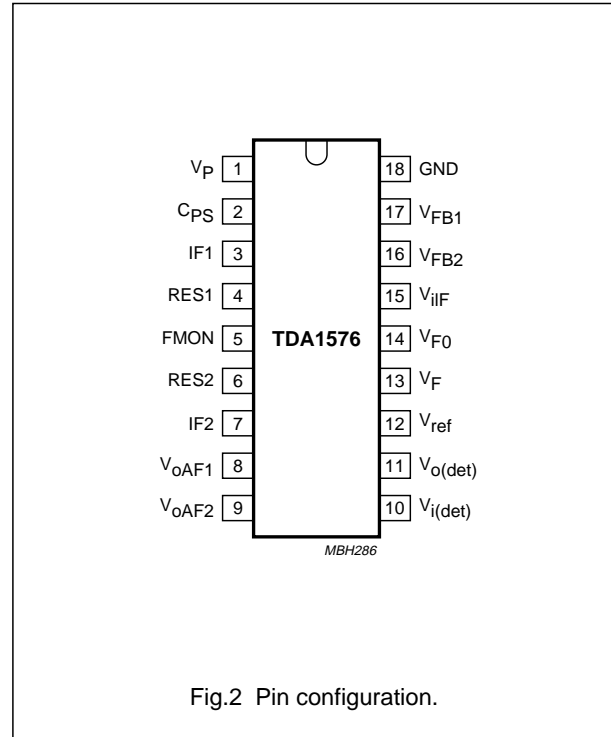 VP 1 18 GND
CPS 2 17 VFB1
IF1 3 16 VFB2
RES1 4 15 ViIF
FMON 5 TDA1576 14 VF0
RES2 6 13 VF
IF2 7 12 Vref
VoAF1 8 11 Vo(det)
VoAF2 9 10 Vi(det)
MBH286
Fig.2 Pin configuration.